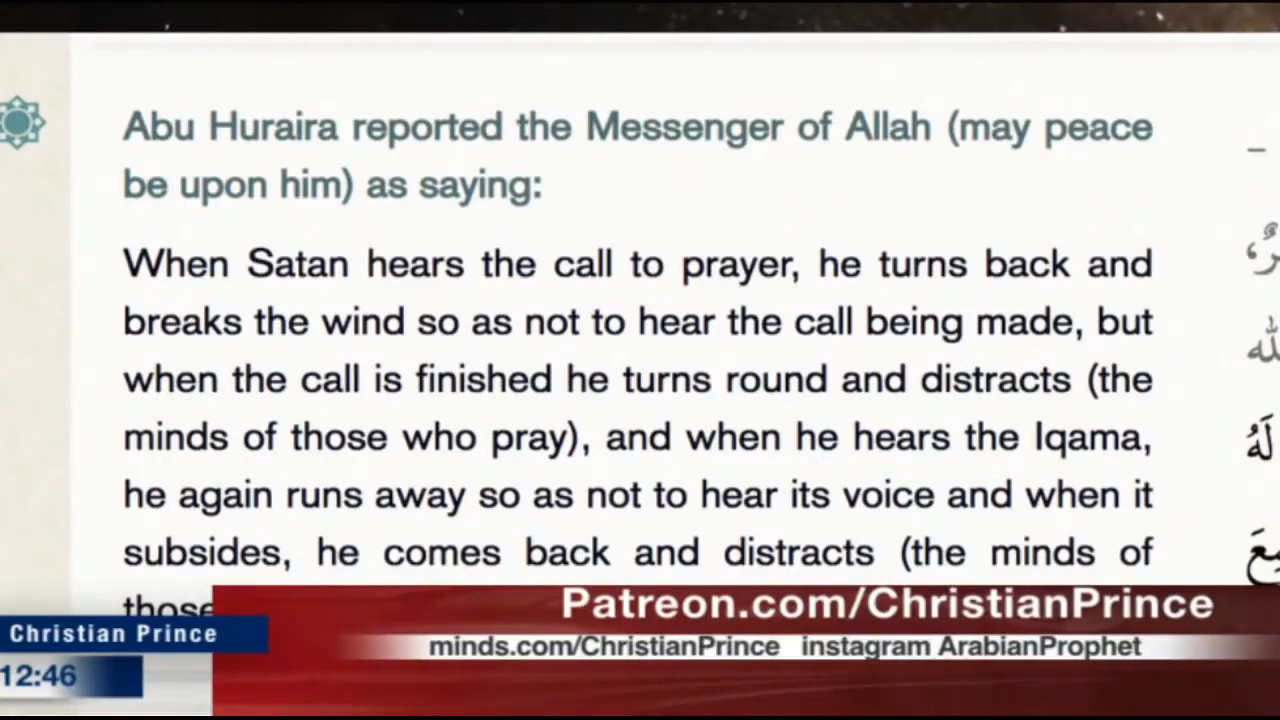 Abu Huraira reported the Messenger of Allah (may peace
be upon him) as saying:
When Satan hears the call to prayer, he turns back and
breaks the wind so as not to hear the call being made, but
when the call is finished he turns round and distracts (the
minds of those who pray), and when he hears the Iqama,
he again runs away so as not to hear its voice and when it
subsides, he comes back and distracts (the minds of
those
Patreon.com/ChristianPrince
Christian Prince
minds.com/ChristianPrince instagram ArabianProphet
12:46
لَهُ